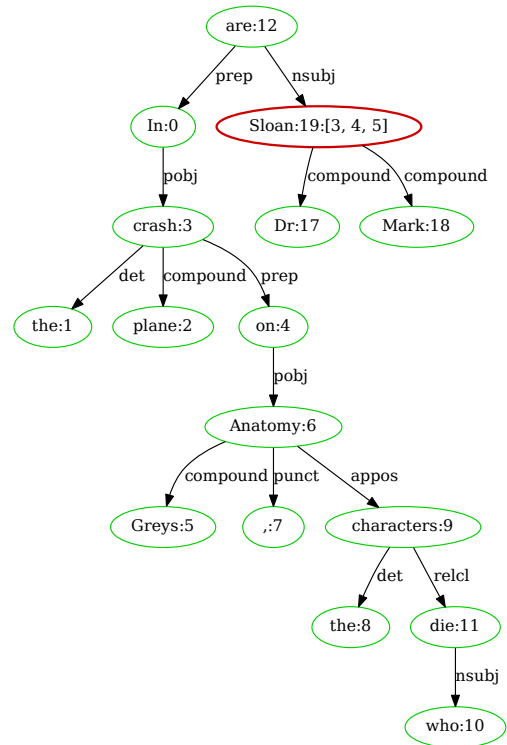 are:12
prep nsubj
In:0 Sloan:19:[3, 4, 5]
pobj compound compound
crash:3 Dr:17 Mark:18
det compound prep
the:1 plane:2 on:4
pobj
Anatomy:6
compound punct appos
Greys:5 ,:7 characters:9
det relcl
the:8 die:11
nsubj
who:10